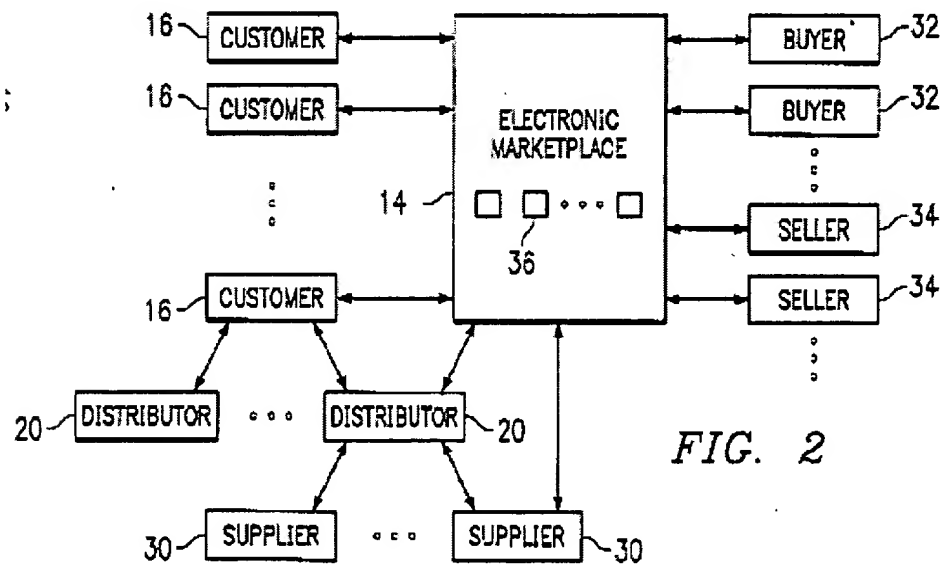 16 CUSTOMER
BUYER 32
16 CUSTOMER
BUYER 32
ELECTRONIC
MARKETPLACE
14
36
SELLER 34
16 CUSTOMER
SELLER 34
20 DISTRIBUTOR
DISTRIBUTOR 20
FIG. 2
30 SUPPLIER
SUPPLIER 30